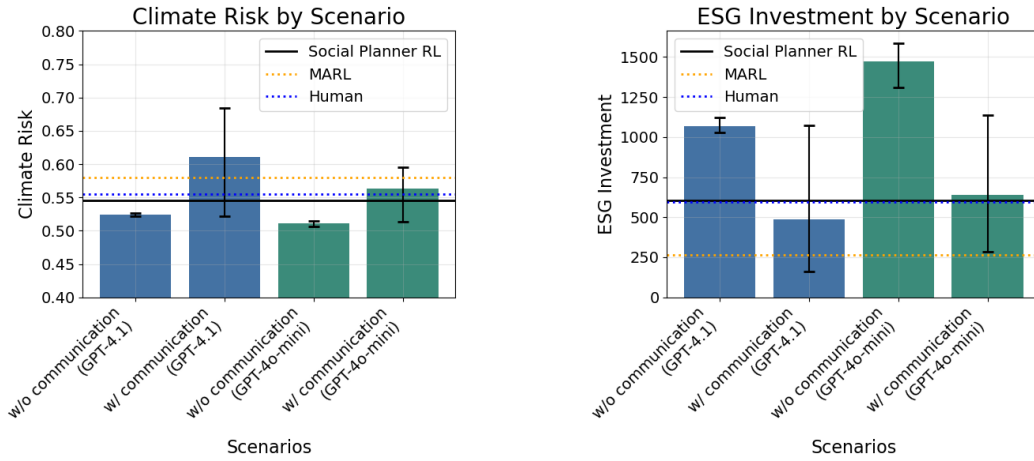 Climate Risk by Scenario
Climate Risk
0.80
0.75
0.70
0.65
0.60
0.55
0.50
0.45
0.40
Social Planner RL
MARL
Human
w/o communication
(GPT-4.1)
w/ communication
(GPT-4.1)
w/o communication
(GPT-4o-mini)
w/ communication
(GPT-4o-mini)
Scenarios
ESG Investment by Scenario
ESG Investment
1500
1250
1000
750
500
250
0
Social Planner RL
MARL
Human
w/o communication
(GPT-4.1)
w/ communication
(GPT-4.1)
w/o communication
(GPT-4o-mini)
w/ communication
(GPT-4o-mini)
Scenarios